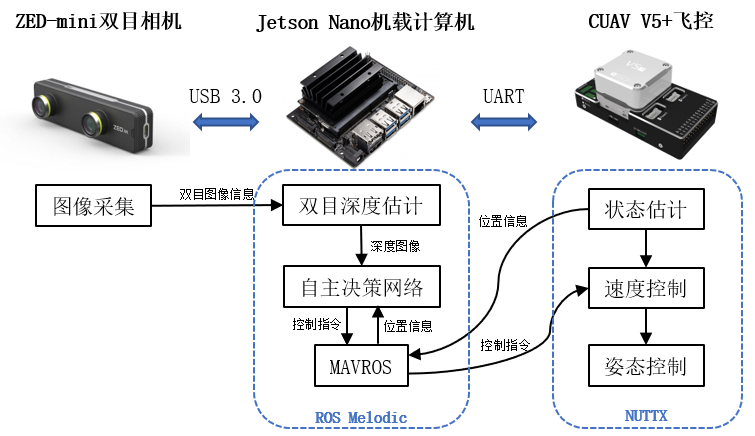 ZED-mini双目相机
Jetson Nano机载计算机
CUAV V5+飞控
USB 3.0
UART
V5+
ZED m
图像采集
双目图像信息
双目深度估计
状态估计
位置信息
深度图像
自主决策网络
速度控制
控制指令
位置信息
控制指令
MAVROS
姿态控制
ROS Melodic
NUTTX